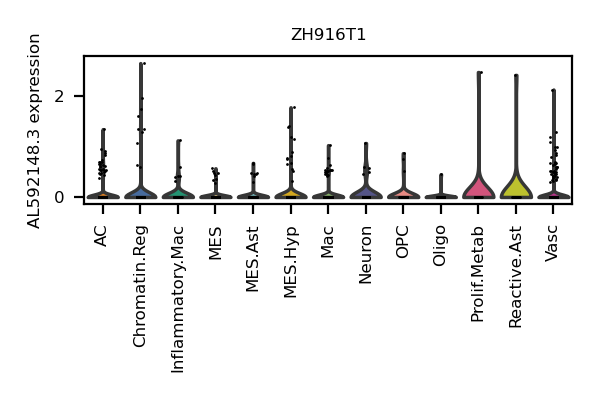 ZH916T1
AL592148.3 expression
2
0
AC
Chromatin.Reg
Inflammatory.Mac
MES
MES.Ast
MES.Hyp
Mac
Neuron
OPC
Oligo
Prolif.Metab
Reactive.Ast
Vasc